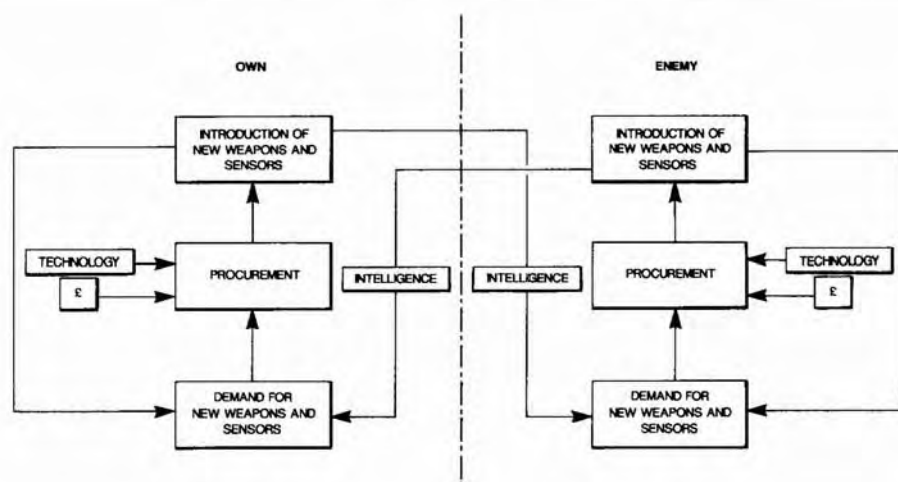 OWN
ENEMY
INTRODUCTION OF
NEW WEAPONS AND
SENSORS
INTRODUCTION OF
NEW WEAPONS AND
SENSORS
TECHNOLOGY
£
PROCUREMENT
INTELLIGENCE
INTELLIGENCE
PROCUREMENT
TECHNOLOGY
£
DEMAND FOR
NEW WEAPONS AND
SENSORS
DEMAND FOR
NEW WEAPONS AND
SENSORS